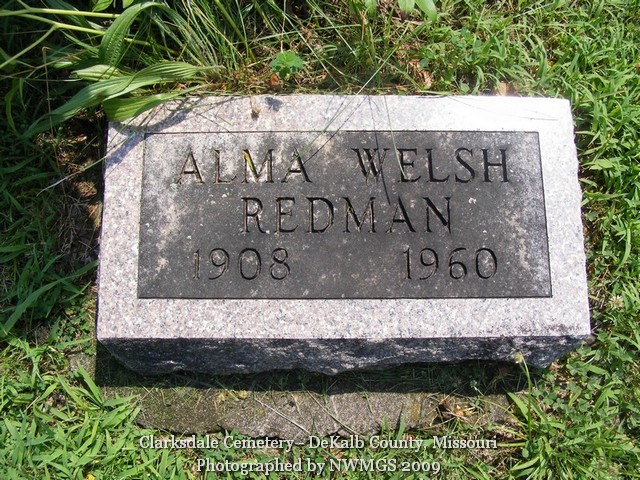 ALMA WELSH
REDMAN
1908 1960
Clarksdale Cemetery - DeKalb County, Missouri
Photographed by NWMGS 2009